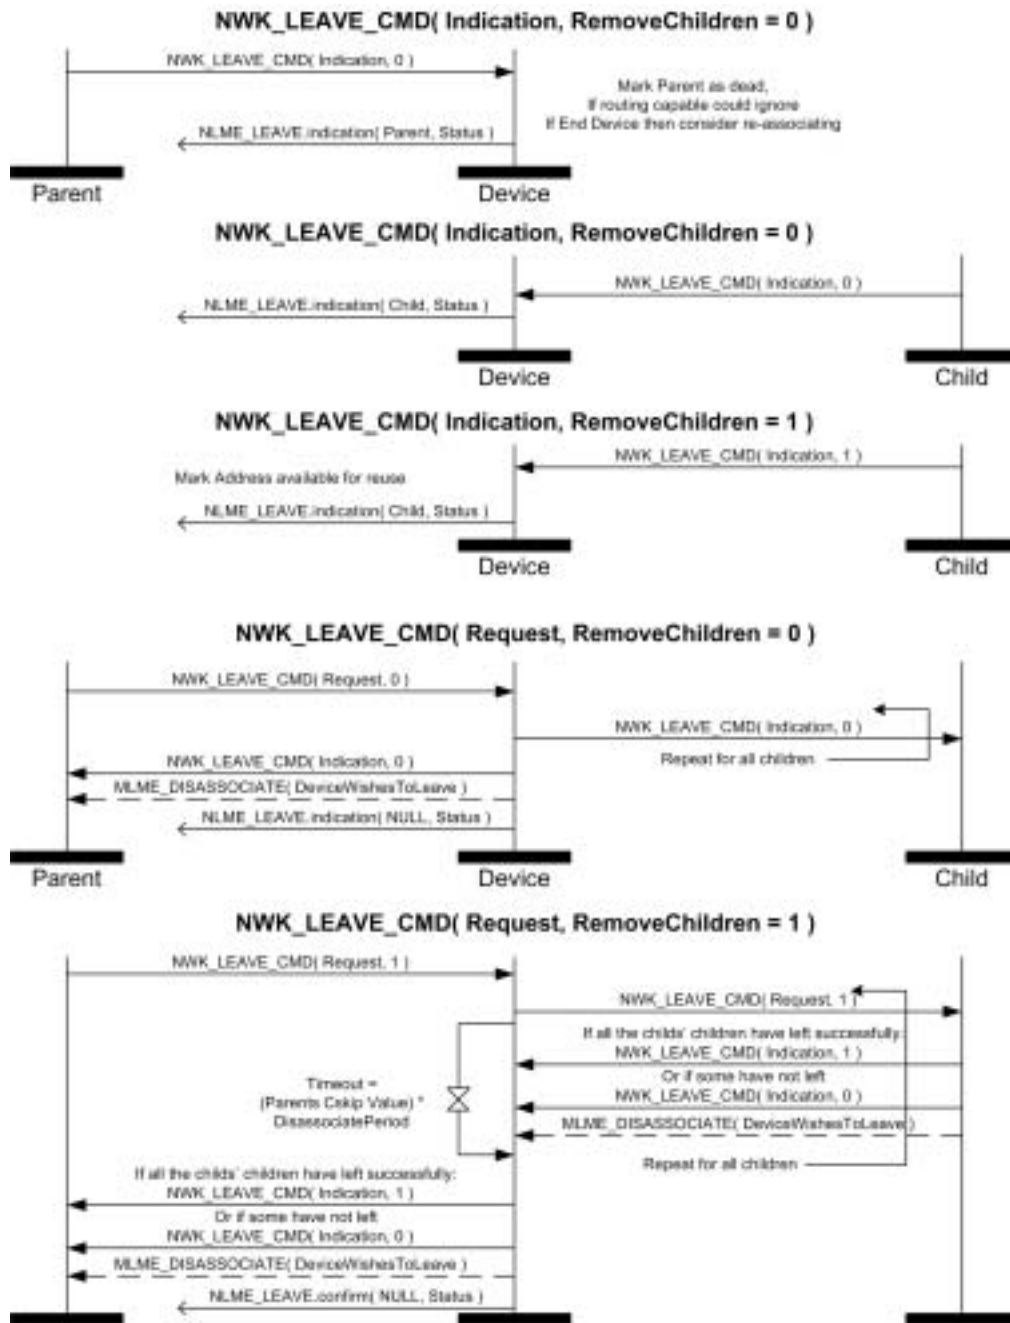 NWK_LEAVE_CMD( Indication, RemoveChildren = 0 )
NWK_LEAVE_CMD( Indication, 0 )
Mark Parent as dead,
If routing capable could ignore
If End Device then consider re-associating
NLME_LEAVE.indication( Parent, Status )
Parent
Device
NWK_LEAVE_CMD( Indication, RemoveChildren = 0 )
NWK_LEAVE_CMD( Indication, 0 )
NLME_LEAVE.indication( Child, Status )
Device
Child
NWK_LEAVE_CMD( Indication, RemoveChildren = 1 )
NWK_LEAVE_CMD( Indication, 1 )
Mark Address available for reuse
NLME_LEAVE.indication( Child, Status )
Device
Child
NWK_LEAVE_CMD( Request, RemoveChildren = 0 )
NWK_LEAVE_CMD( Request, 0 )
NWK_LEAVE_CMD( Indication, 0 )
Repeat for all children
NWK_LEAVE_CMD( Indication, 0 )
MLME_DISASSOCIATE( DeviceWishesToLeave )
NLME_LEAVE.indication( NULL, Status )
Parent
Device
Child
NWK_LEAVE_CMD( Request, RemoveChildren = 1 )
NWK_LEAVE_CMD( Request, 1 )
NWK_LEAVE_CMD( Request, 1 )
If all the childs' children have left successfully:
NWK_LEAVE_CMD( Indication, 1 )
Or if some have not left
NWK_LEAVE_CMD( Indication, 0 )
MLME_DISASSOCIATE( DeviceWishesToLeave )
Repeat for all children
Timeout =
(Parents Cskip Value) *
DisassociatePeriod
If all the childs' children have left successfully:
NWK_LEAVE_CMD( Indication, 1 )
Or if some have not left
NWK_LEAVE_CMD( Indication, 0 )
MLME_DISASSOCIATE( DeviceWishesToLeave )
NLME_LEAVE.confirm( NULL, Status )